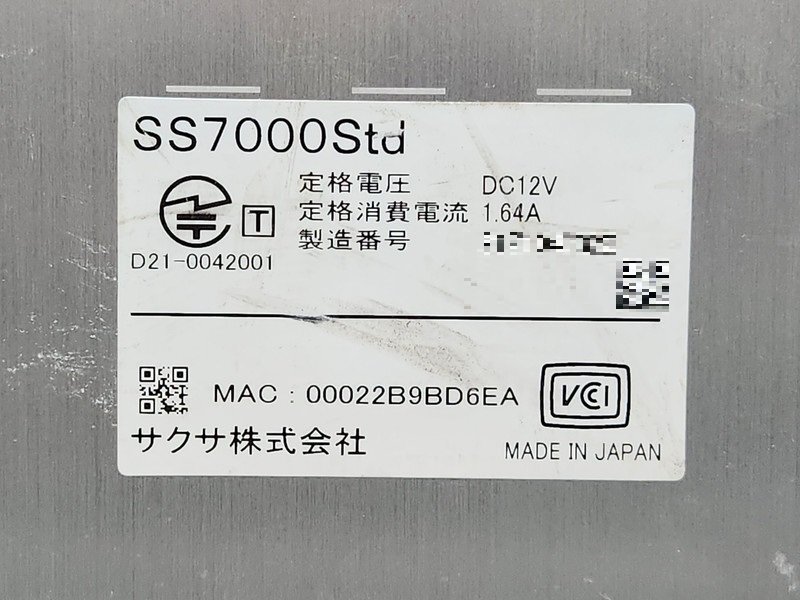 SS7000Std
定格電圧 DC12V
定格消費電流 1.64A
製造番号
T
D21-0042001
MAC : 00022B9BD6EA
VCI
サクサ株式会社
MADE IN JAPAN